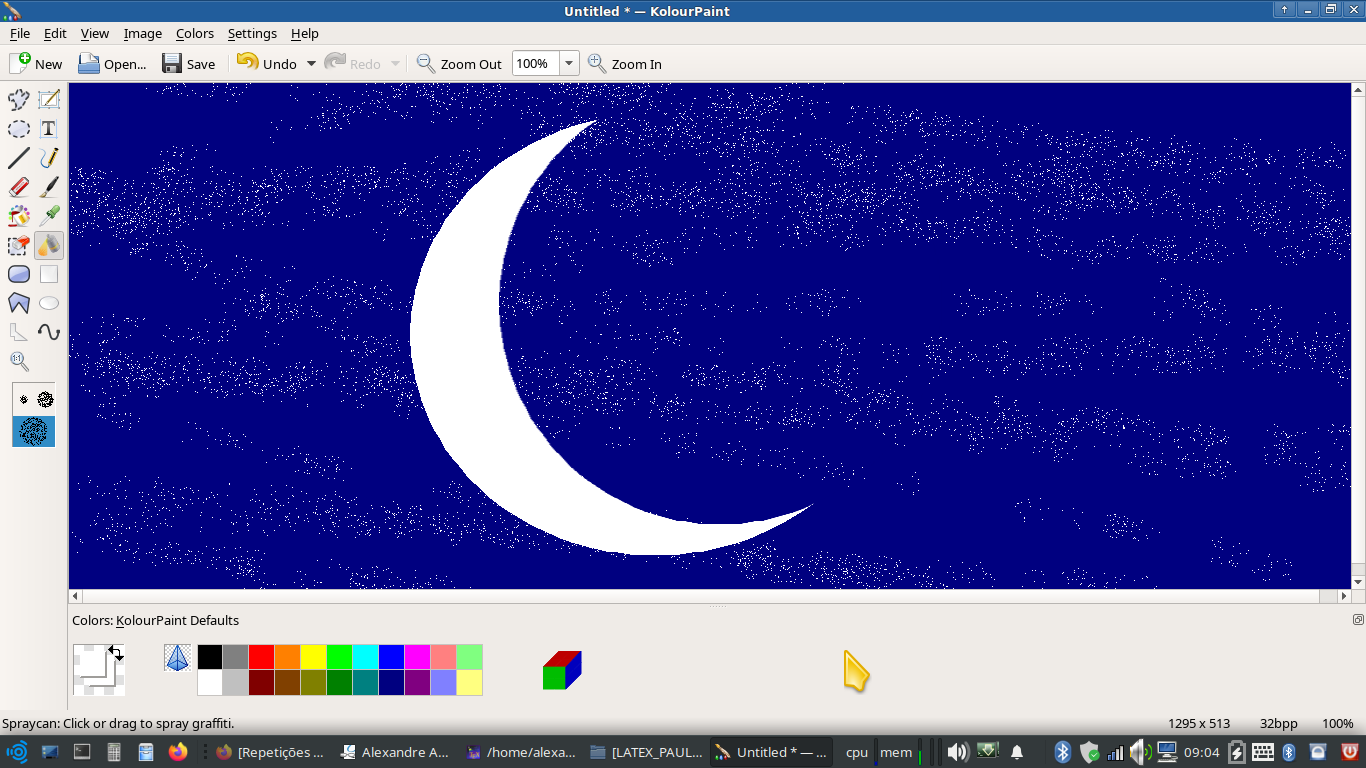 Untitled * — KolourPaint
File Edit View Image Colors Settings Help
New Open... Save Undo Redo Zoom Out 100% Zoom In
T
1:1
Colors: KolourPaint Defaults
Spraycan: Click or drag to spray graffiti. 1295 x 513 32bpp 100%
[Repetições ... Alexandre A... /home/alexa... [LATEX_PAUL... Untitled * — ... cpu mem 09:04